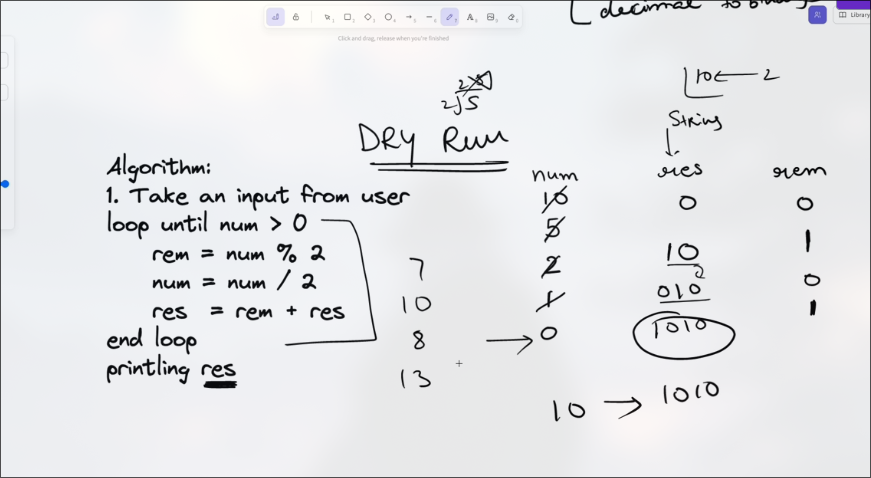 [decimal to
Library
Click and drag, release when you're finished
10 ← 2
2√5
String
DRY Run
Algorithm:
1. Take an input from user
loop until num > 0
rem = num % 2
num = num / 2
res = rem + res
end loop
printling res
7
10
8
13
num res rem
10 0 0
5 10 1
2 010 0
1 1010 1
→ 0
10 → 1010